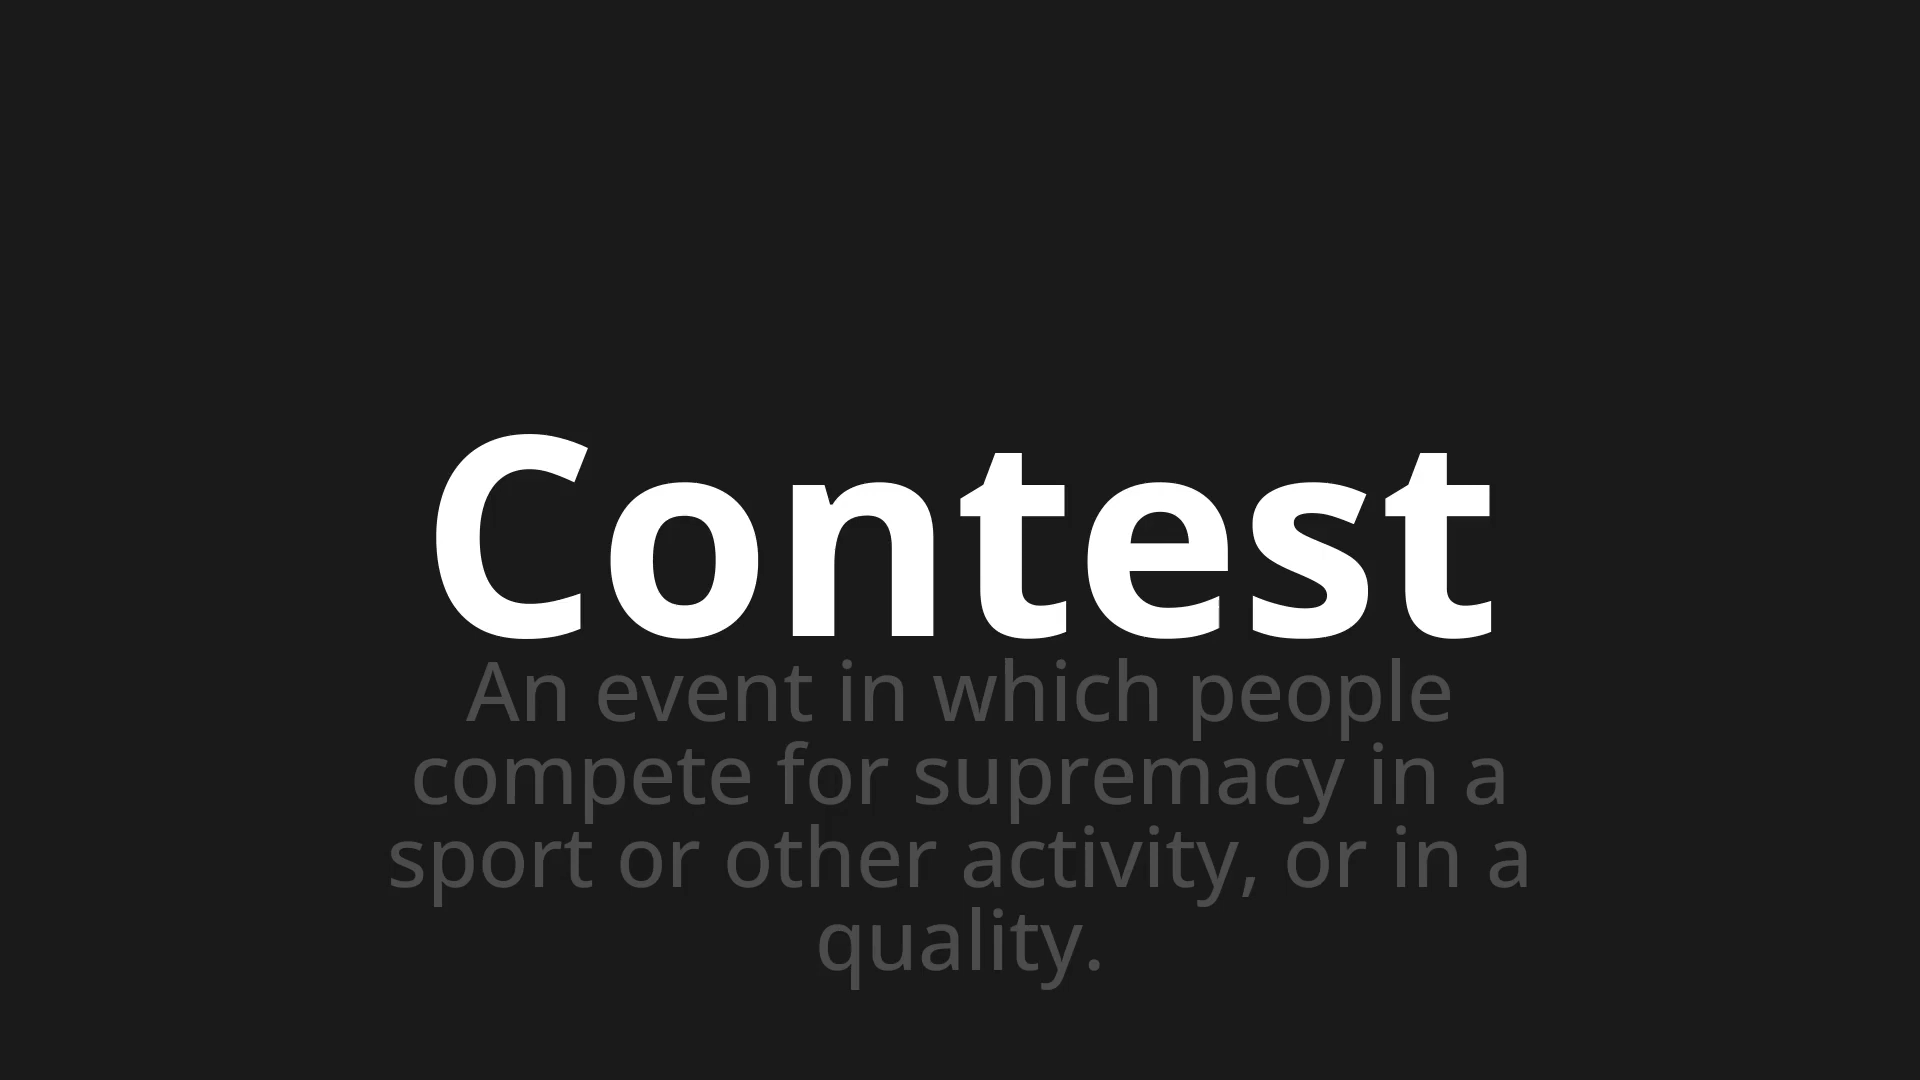 Contest
An event in which people
compete for supremacy in a
sport or other activity, or in a
quality.